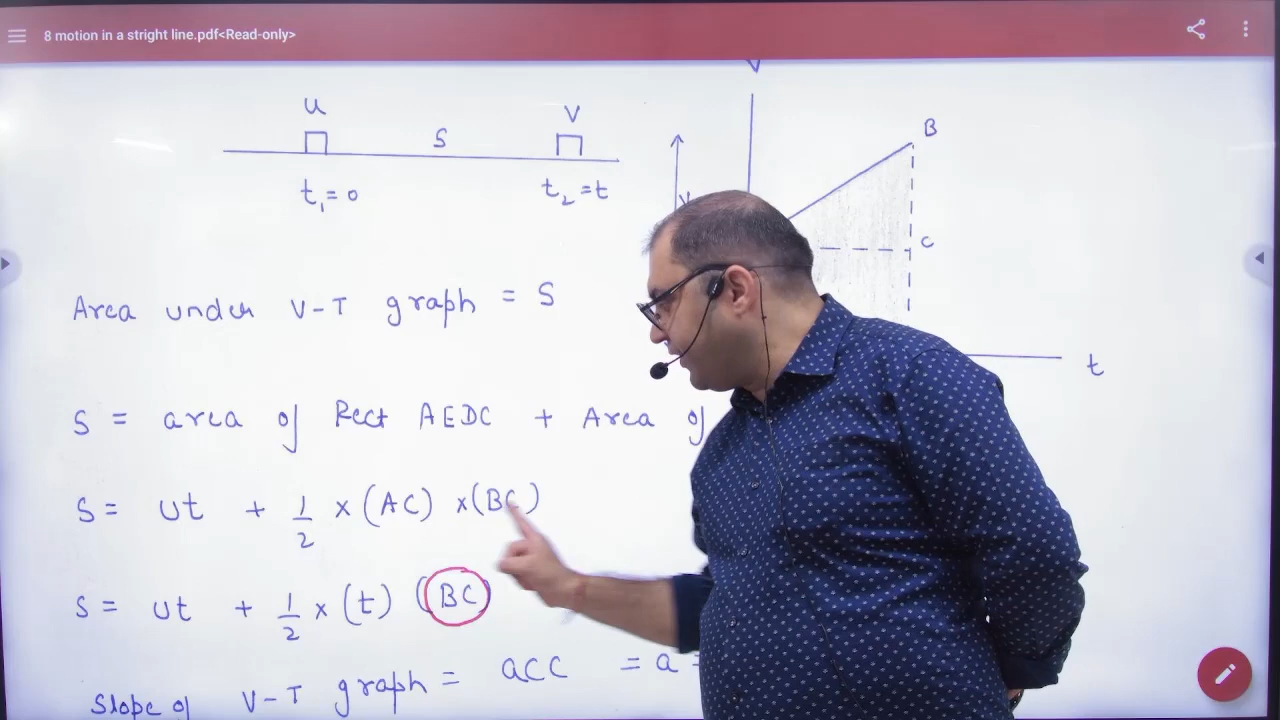 8 motion in a stright line.pdf<Read-only>
V
u
S
V
B
t₁ = 0
t₂ = t
C
Area under V-T graph = S
t
S = area of Rect AEDC + Area of
S = ut + 1/2 × (AC) × (BC)
S = ut + 1/2 × (t) (BC)
Slope of V-T graph = acc = a =